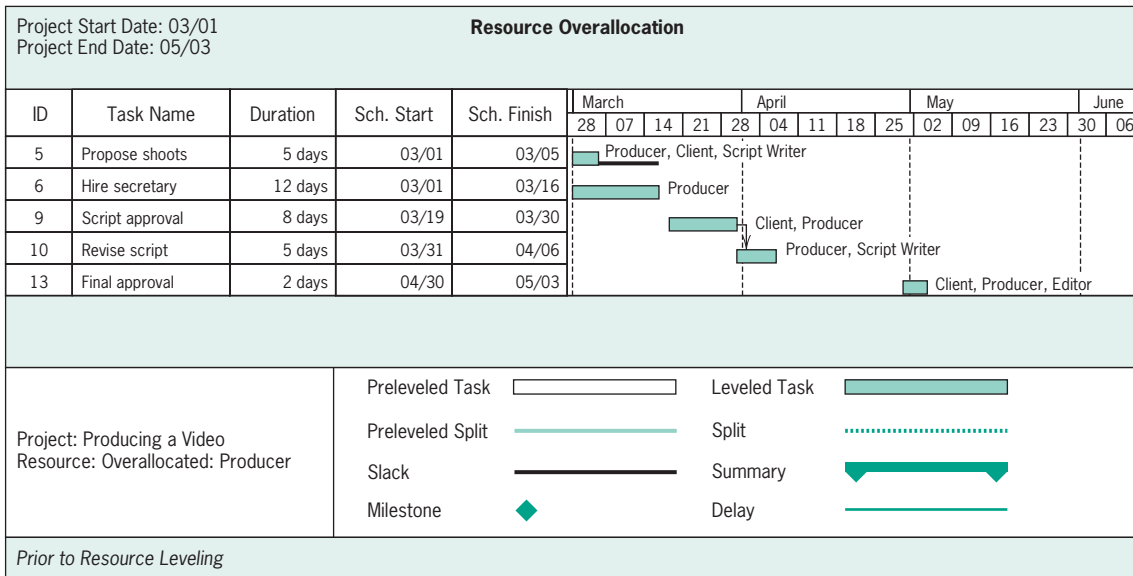 Project Start Date: 03/01
Project End Date: 05/03
Resource Overallocation
ID Task Name Duration Sch. Start Sch. Finish March April May June
28 07 14 21 28 04 11 18 25 02 09 16 23 30 06
5 Propose shoots 5 days 03/01 03/05 Producer, Client, Script Writer
6 Hire secretary 12 days 03/01 03/16 Producer
9 Script approval 8 days 03/19 03/30 Client, Producer
10 Revise script 5 days 03/31 04/06 Producer, Script Writer
13 Final approval 2 days 04/30 05/03 Client, Producer, Editor
Project: Producing a Video
Resource: Overallocated: Producer
Preleveled Task Leveled Task
Preleveled Split Split
Slack Summary
Milestone Delay
Prior to Resource Leveling